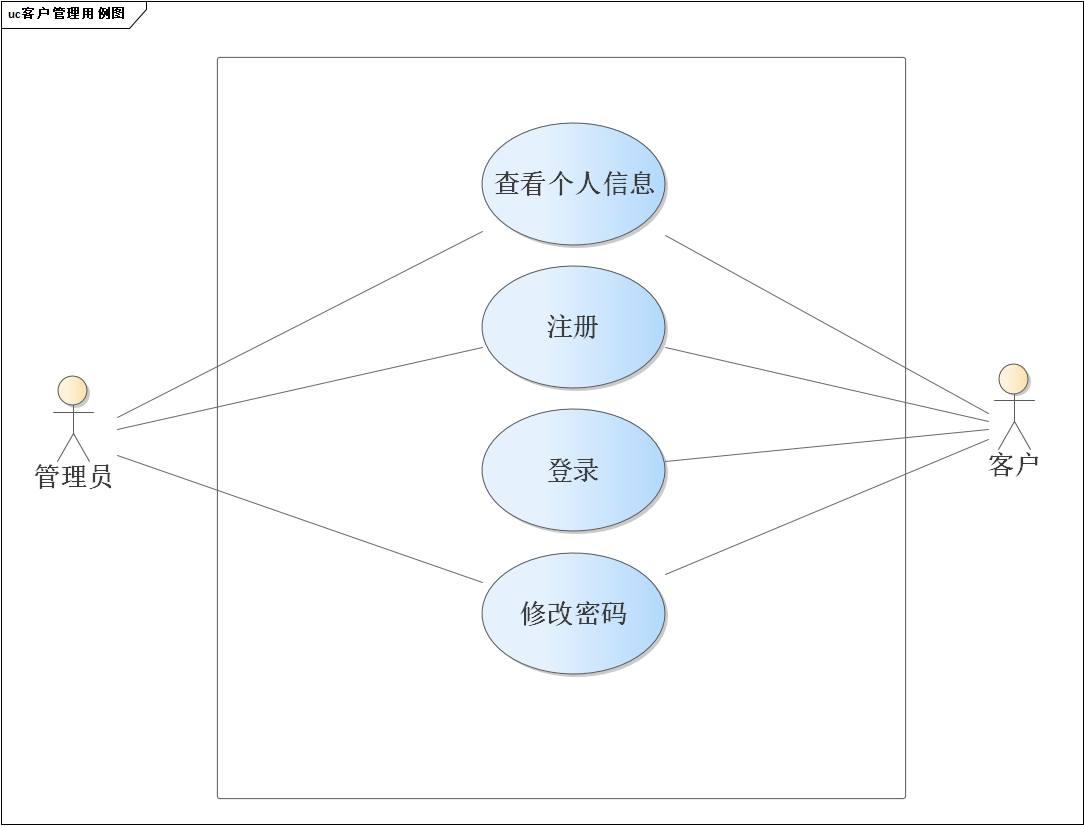 uc客户管理用例图
查看个人信息
注册
登录
修改密码
管理员
客户